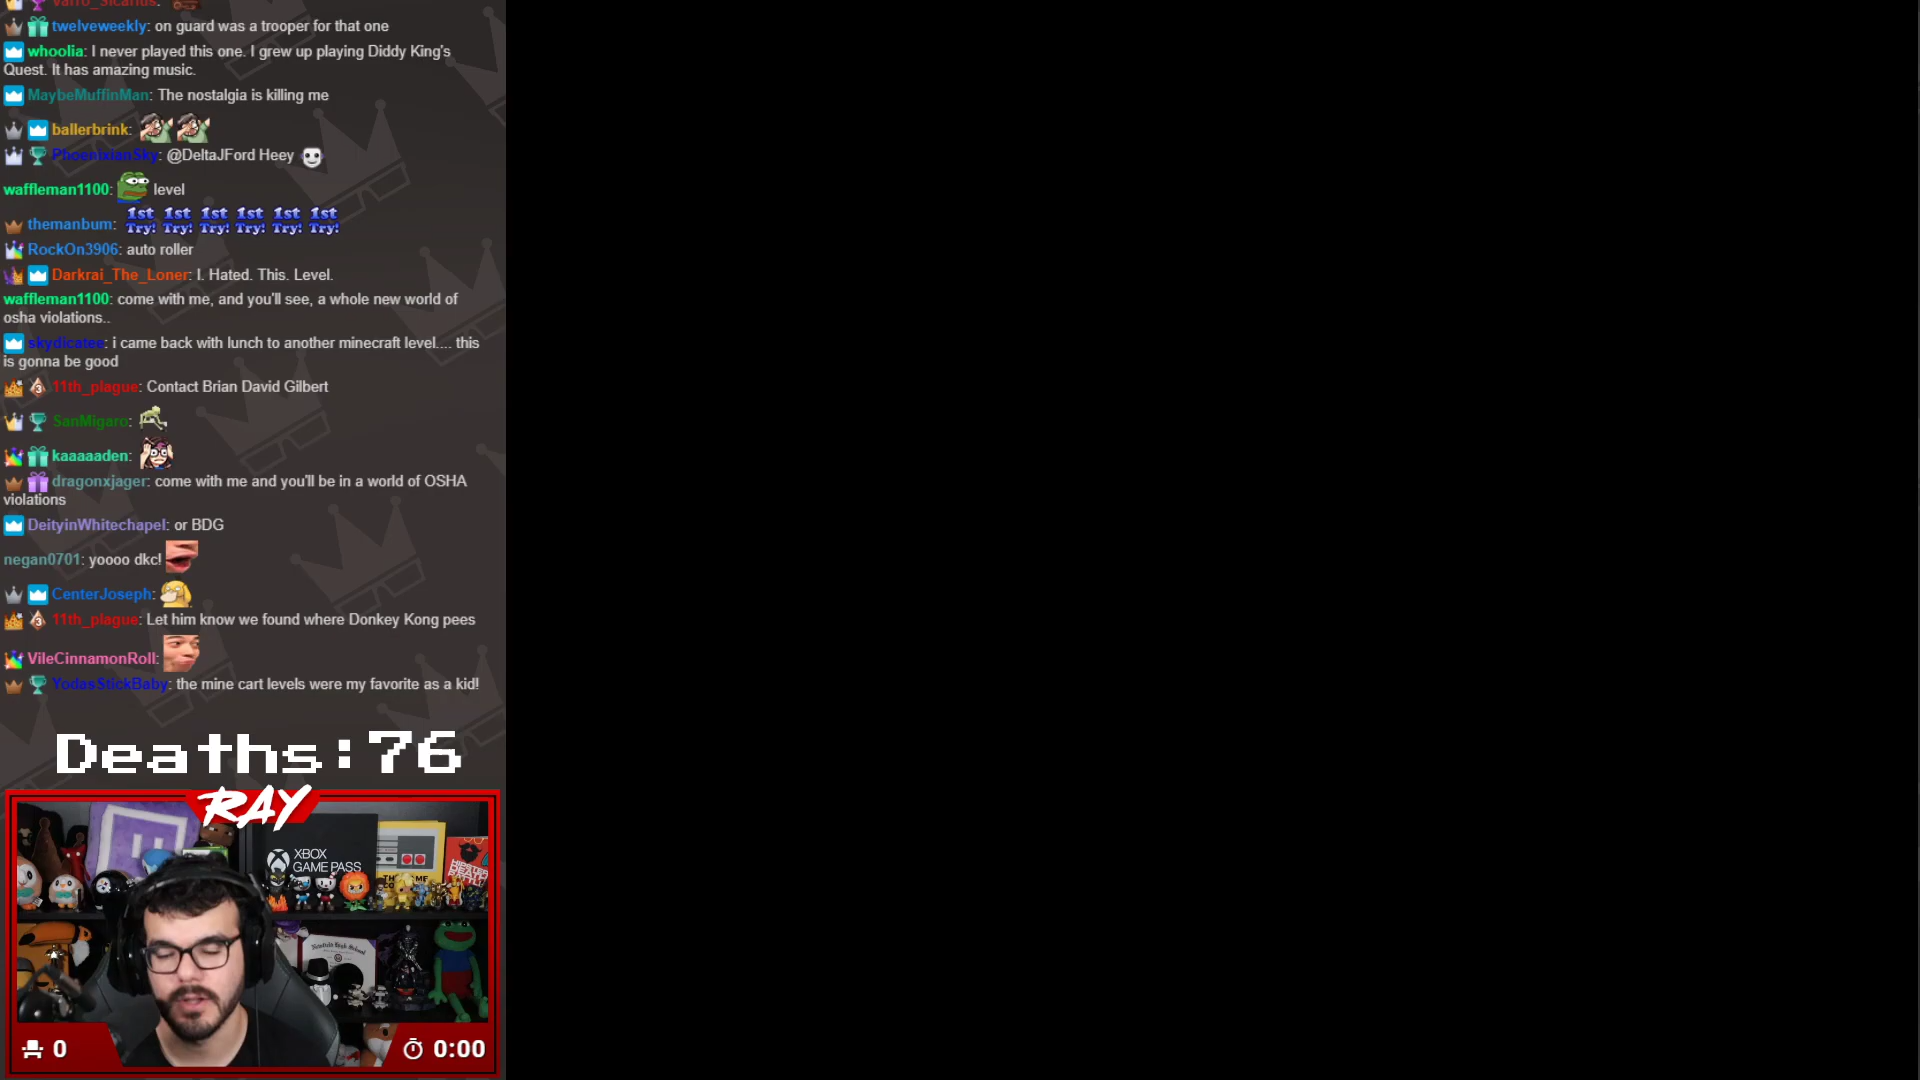 Varro_Sicarius:
twelveweekly: on guard was a trooper for that one
whoolia: I never played this one. I grew up playing Diddy King's
Quest. It has amazing music.
MaybeMuffinMan: The nostalgia is killing me
ballerbrink:
PhoenixianSky: @DeltaJFord Heey
waffleman1100: level
themanbum: 1st Try! 1st Try! 1st Try! 1st Try! 1st Try! 1st Try!
RockOn3906: auto roller
Darkrai_The_Loner: I. Hated. This. Level.
waffleman1100: come with me, and you'll see, a whole new world of
osha violations..
skydicatee: i came back with lunch to another minecraft level.... this
is gonna be good
11th_plague: Contact Brian David Gilbert
SanMigaro:
kaaaaaden:
dragonxjager: come with me and you'll be in a world of OSHA
violations
DeityinWhitechapel: or BDG
negan0701: yoooo dkc!
CenterJoseph:
11th_plague: Let him know we found where Donkey Kong pees
VileCinnamonRoll:
YodasStickBaby: the mine cart levels were my favorite as a kid!
Deaths:76
RAY
XBOX
GAME PASS
HIPSTER
DEATH
0
0:00